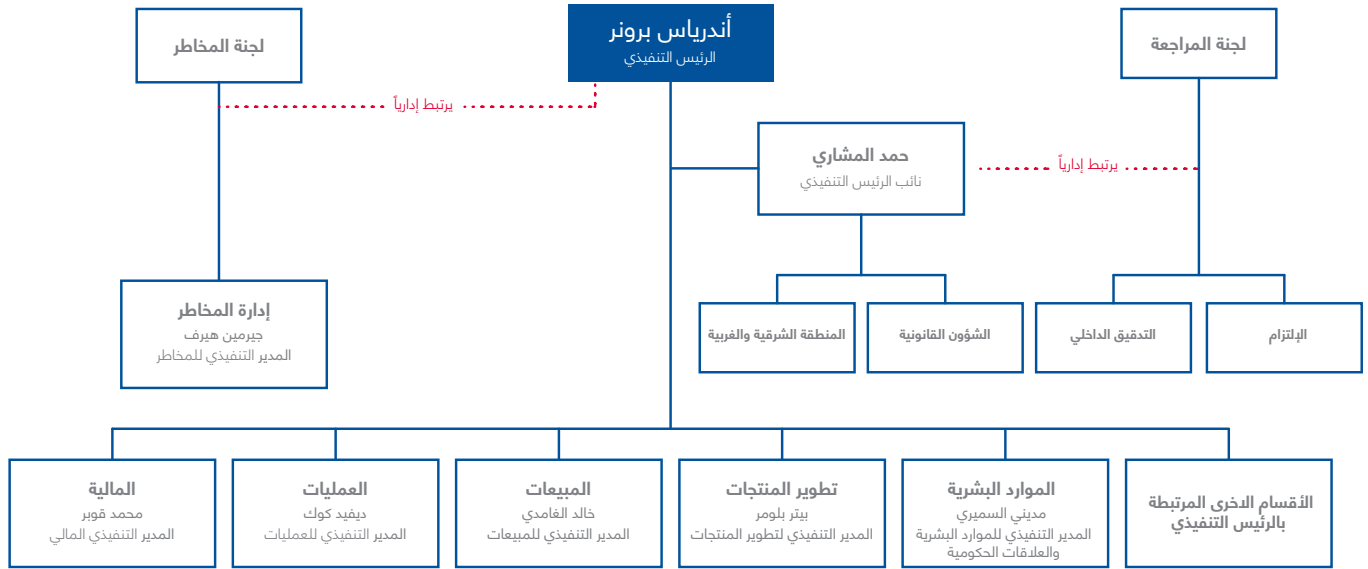 لجنة المراجعة
أندرياس برونر
الرئيس التنفيذي
لجنة المخاطر
يرتبط إدارياً
يرتبط إدارياً
حمد المشاري
نائب الرئيس التنفيذي
إدارة المخاطر
جيرمين هيرف
المدير التنفيذي للمخاطر
الإلتزام
التدقيق الداخلي
الشؤون القانونية
المنطقة الشرقية والغربية
الأقسام الاخرى المرتبطة
بالرئيس التنفيذي
الموارد البشرية
مديني السميري
المدير التنفيذي للموارد البشرية
والعلاقات الحكومية
تطوير المنتجات
بيتر بلومر
المدير التنفيذي لتطوير المنتجات
المبيعات
خالد الغامدي
المدير التنفيذي للمبيعات
العمليات
ديفيد كوك
المدير التنفيذي للعمليات
المالية
محمد قوبر
المدير التنفيذي المالي